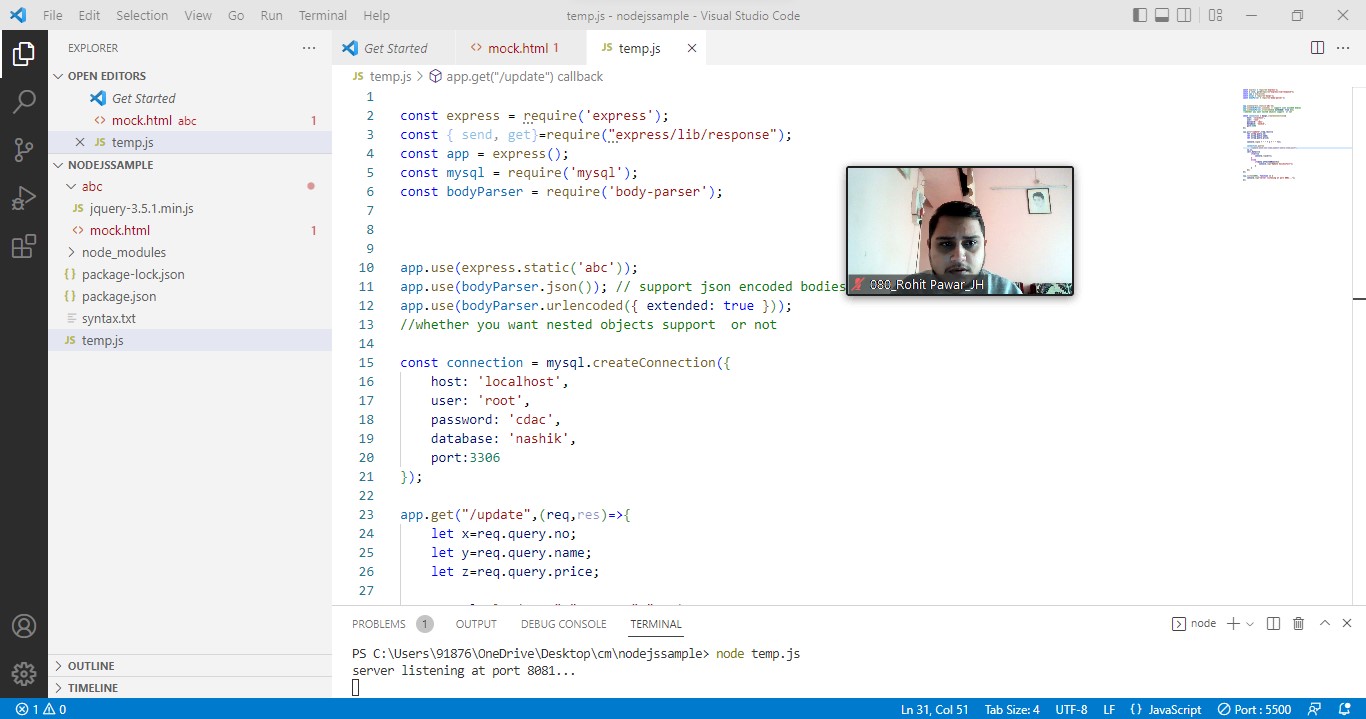 File Edit Selection View Go Run Terminal Help temp.js - nodejssample - Visual Studio Code
EXPLORER
OPEN EDITORS
Get Started
mock.html abc 1
temp.js
NODEJSSAMPLE
abc
jquery-3.5.1.min.js
mock.html 1
node_modules
package-lock.json
package.json
syntax.txt
temp.js
OUTLINE
TIMELINE
Get Started mock.html 1 temp.js
temp.js > app.get("/update") callback
1
2 const express = require('express');
3 const { send, get}=require("express/lib/response");
4 const app = express();
5 const mysql = require('mysql');
6 const bodyParser = require('body-parser');
7
8
9
10 app.use(express.static('abc'));
11 app.use(bodyParser.json()); // support json encoded bodies
12 app.use(bodyParser.urlencoded({ extended: true }));
13 //whether you want nested objects support  or not
14
15 const connection = mysql.createConnection({
16 host: 'localhost',
17 user: 'root',
18 password: 'cdac',
19 database: 'nashik',
20 port:3306
21 });
22
23 app.get("/update",(req,res)=>{
24 let x=req.query.no;
25 let y=req.query.name;
26 let z=req.query.price;
27
080_Rohit Pawar_JH
PROBLEMS 1 OUTPUT DEBUG CONSOLE TERMINAL node
PS C:\Users\91876\OneDrive\Desktop\cm\nodejssample> node temp.js
server listening at port 8081...
1 0 Ln 31, Col 51 Tab Size: 4 UTF-8 LF {} JavaScript Port : 5500